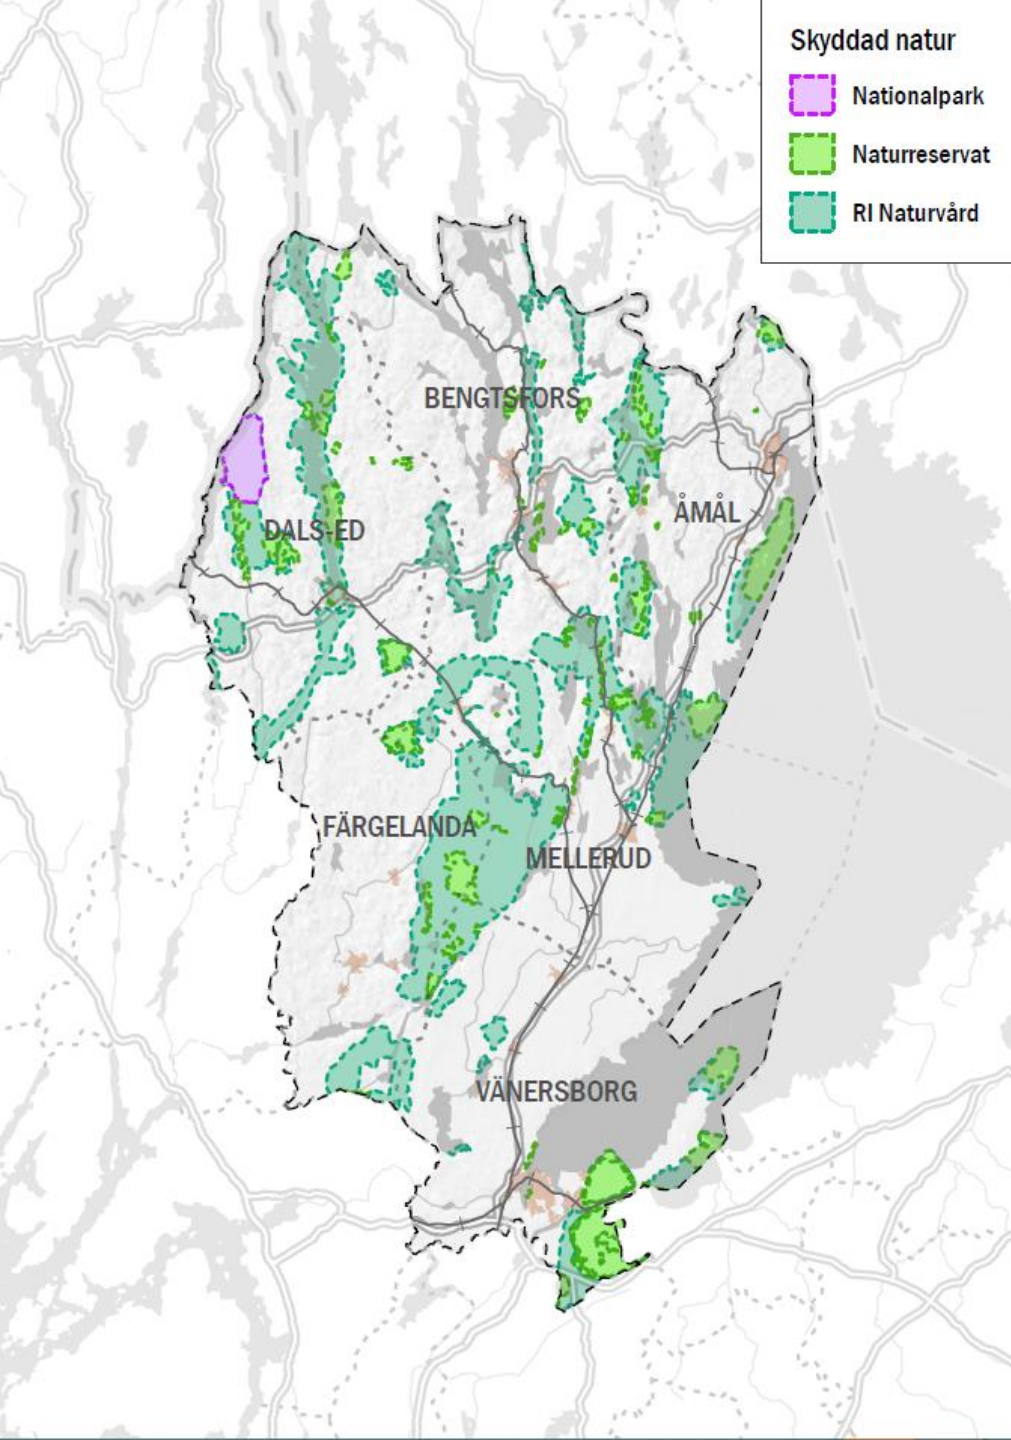 Skyddad natur
Nationalpark
Naturreservat
RI Naturvård
BENGTSFORS
ÅMÅL
DALS-ED
FÄRGELANDA
MELLERUD
VÄNERSBORG